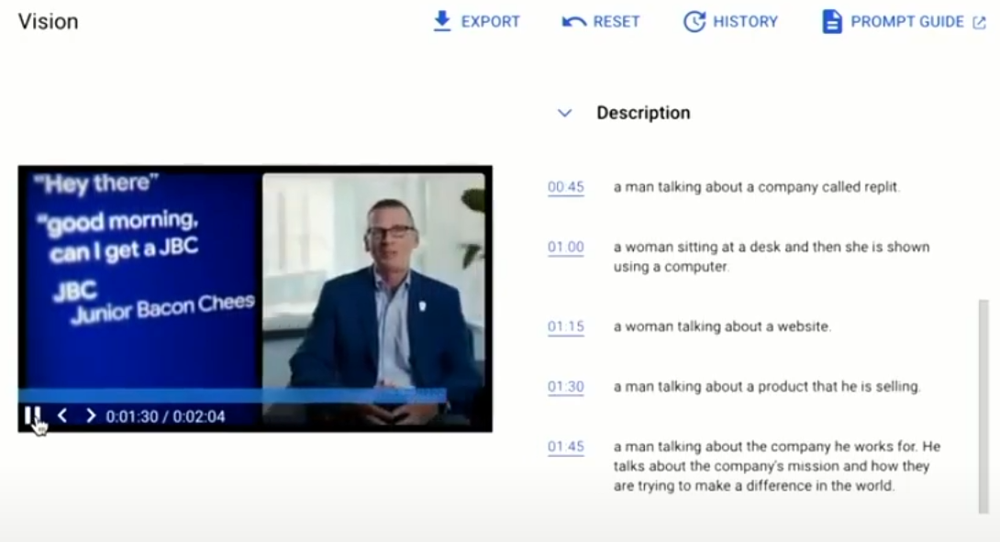 Vision
EXPORT
RESET
HISTORY
PROMPT GUIDE
Description
"Hey there"
"good morning,
can I get a JBC
JBC
Junior Bacon Chees
0:01:30 / 0:02:04
00:45 a man talking about a company called replit.
01:00 a woman sitting at a desk and then she is shown
using a computer.
01:15 a woman talking about a website.
01:30 a man talking about a product that he is selling.
01:45 a man talking about the company he works for. He
talks about the company's mission and how they
are trying to make a difference in the world.